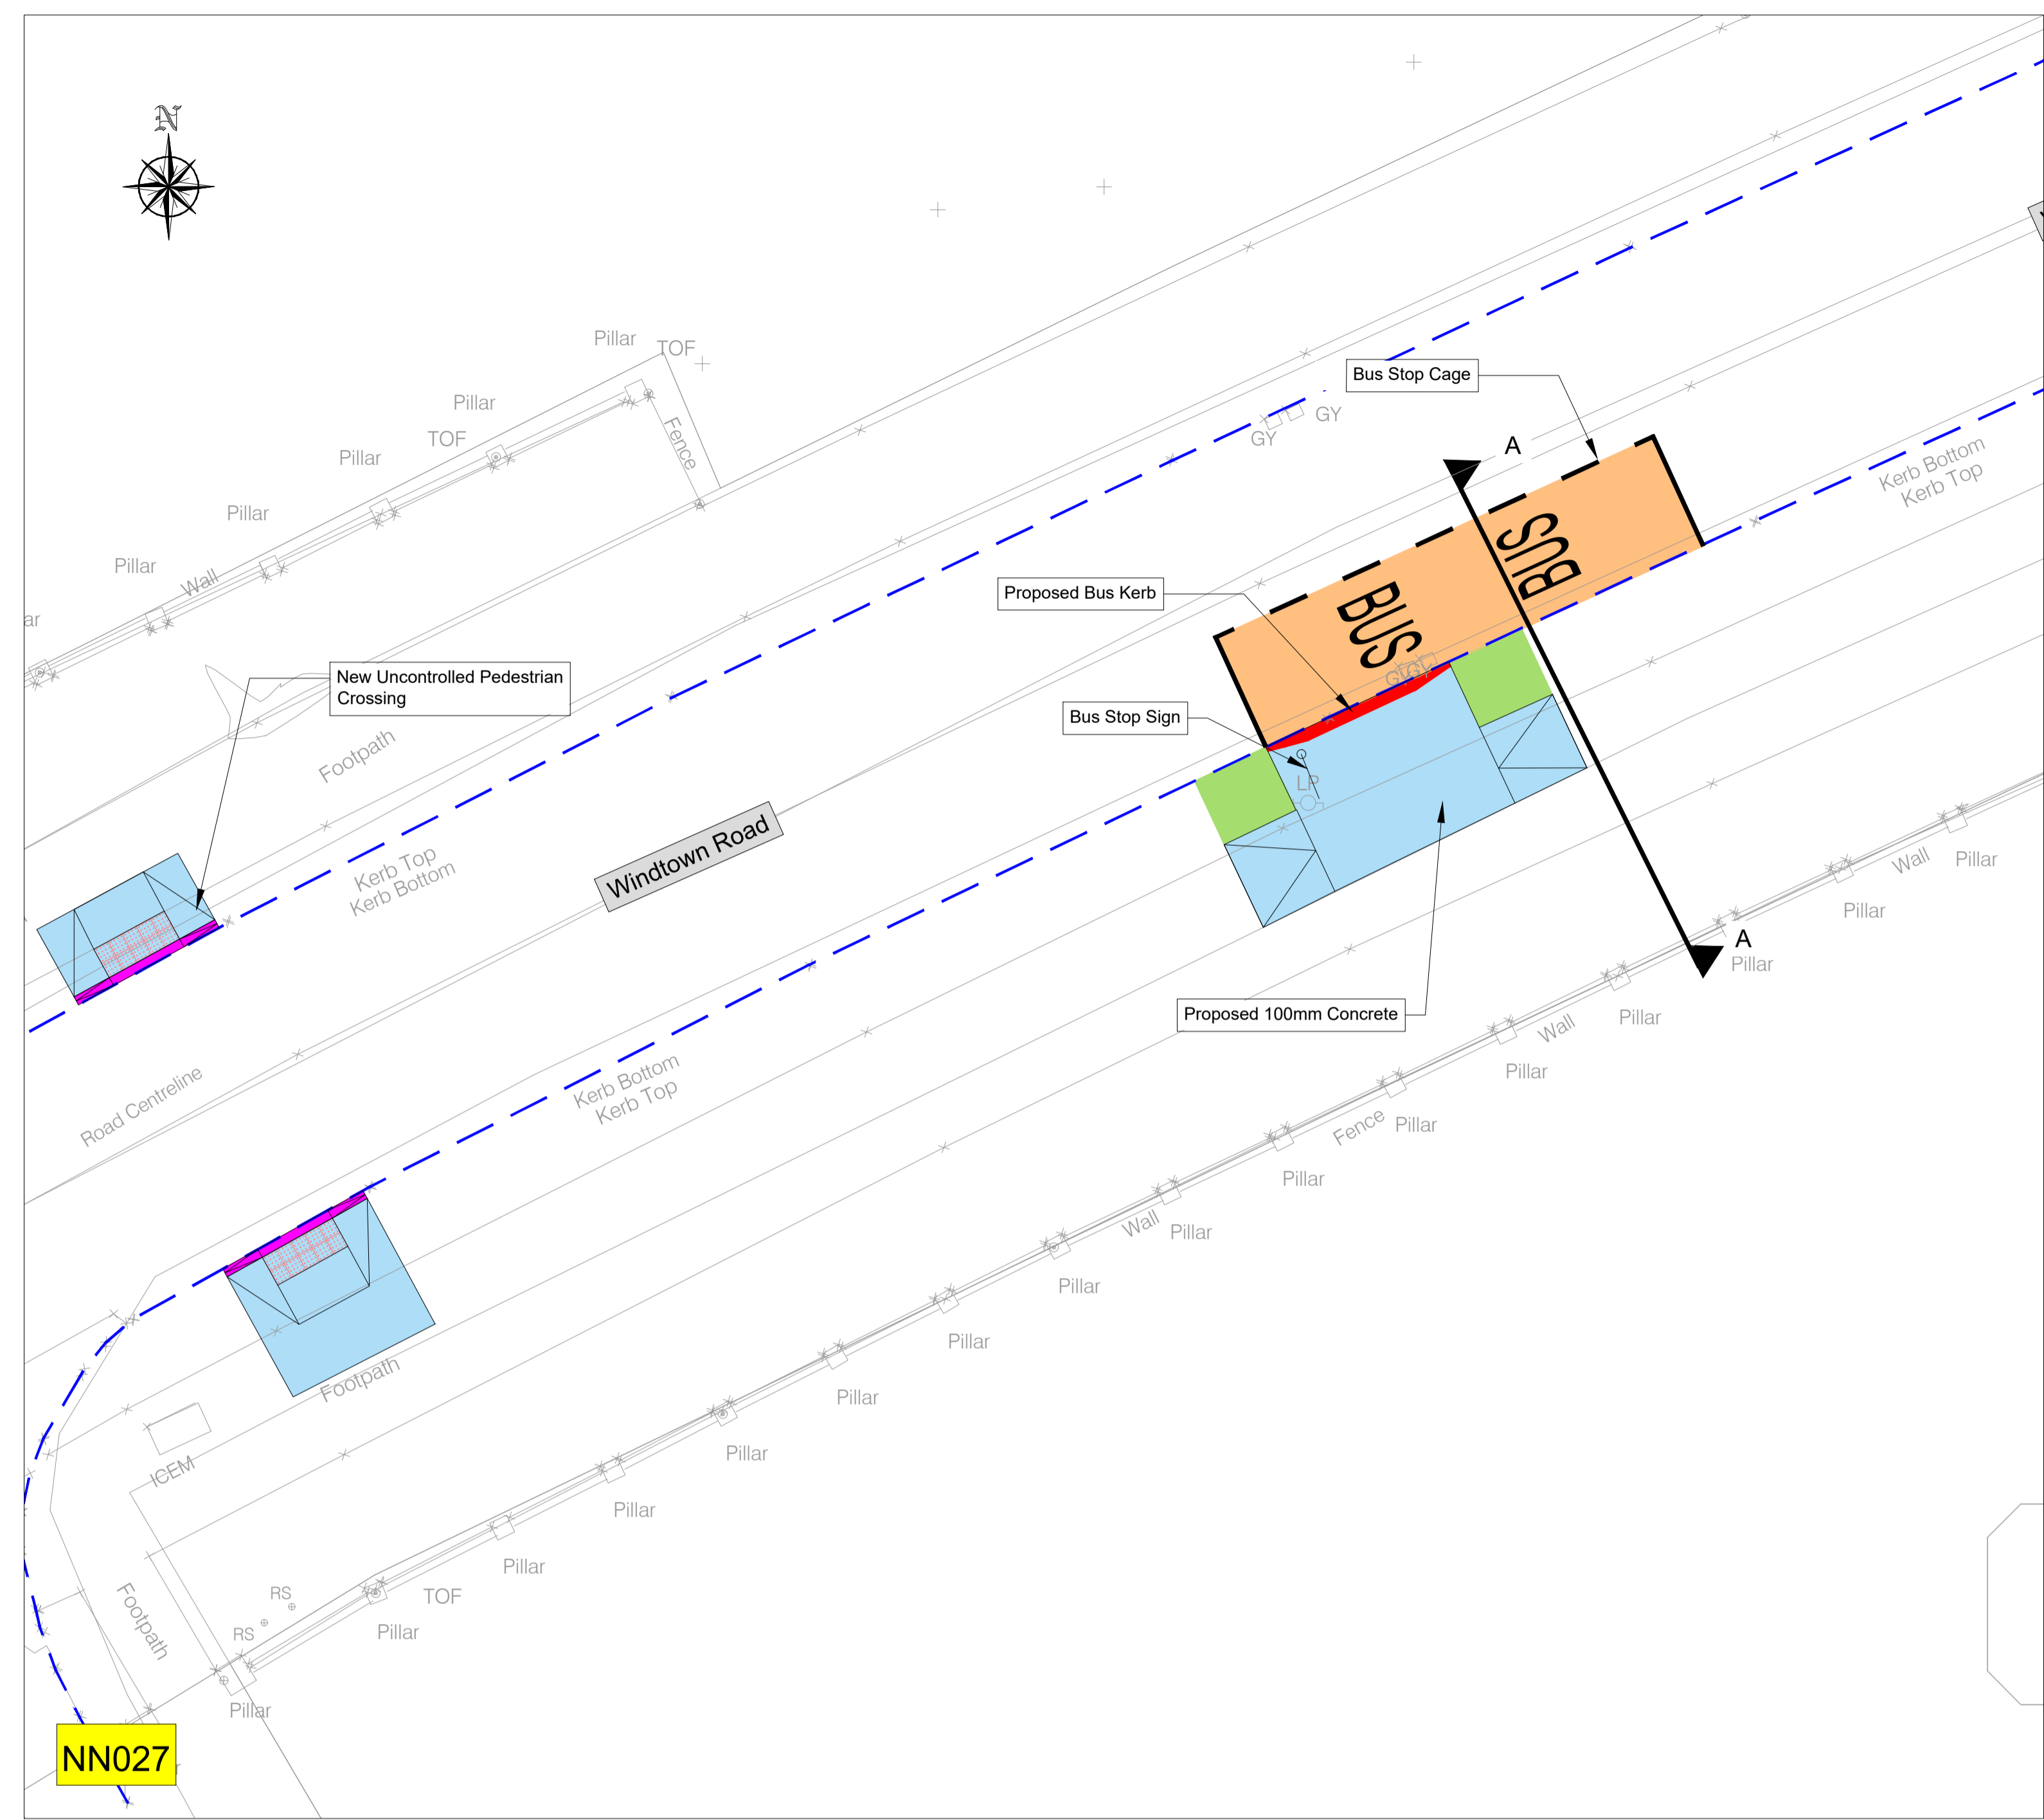 N
Pillar
TOF
Pillar
Bus Stop Cage
GY
GY
Pillar
TOF
Fence
A
Pillar
Kerb Bottom
Kerb Top
Pillar
BUS
Pillar
Wall
Proposed Bus Kerb
BUS
ar
New Uncontrolled Pedestrian
Crossing
Bus Stop Sign
Footpath
LP
Windtown Road
Kerb Top
Kerb Bottom
Wall
Pillar
Pillar
A
Pillar
Proposed 100mm Concrete
Pillar
Wall
Pillar
Road Centreline
Kerb Bottom
Kerb Top
Fence
Pillar
Pillar
Wall
Pillar
Pillar
Pillar
Footpath
Pillar
Pillar
ICEM
Pillar
Pillar
RS
TOF
Footpath
RS
Pillar
Pillar
NN027